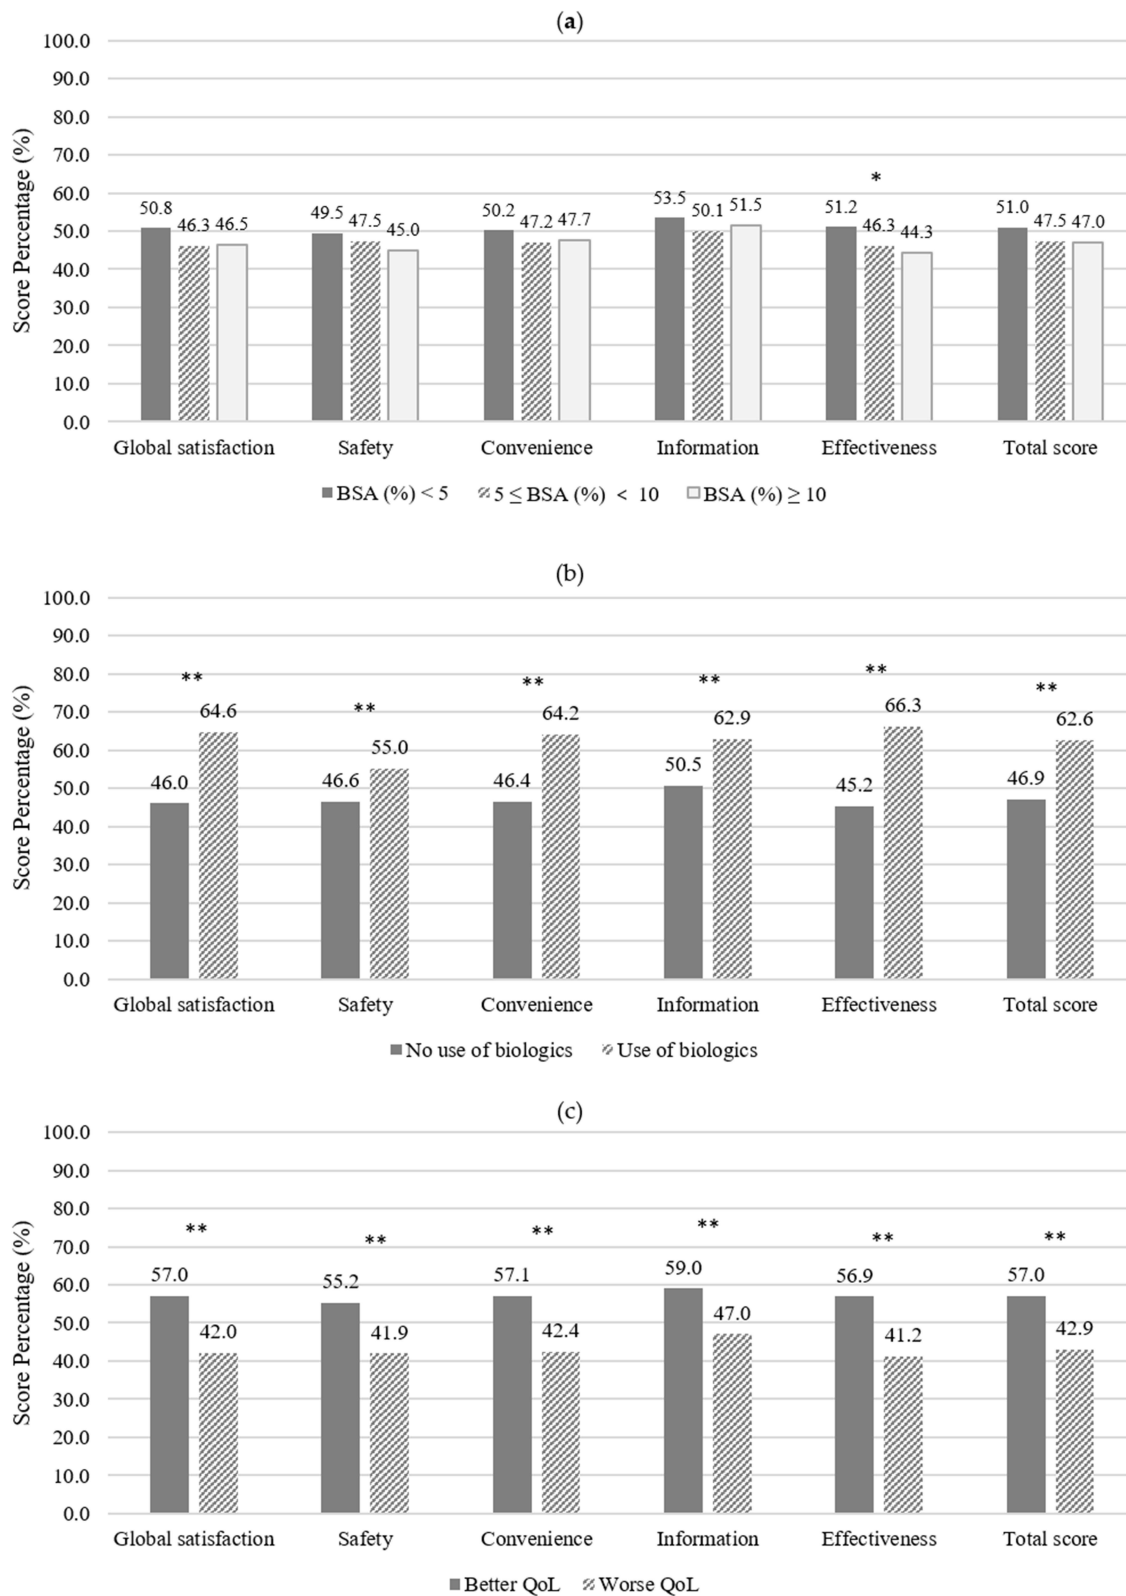 (a)
100.0
90.0
80.0
70.0
60.0
50.0
40.0
30.0
20.0
10.0
0.0
Score Percentage (%)
*
50.8 46.3 46.5 49.5 47.5 45.0 50.2 47.2 47.7 53.5 50.1 51.5 51.2 46.3 44.3 51.0 47.5 47.0
Global satisfaction Safety Convenience Information Effectiveness Total score
BSA (%) < 5 5 ≤ BSA (%) < 10 BSA (%) ≥ 10
(b)
100.0
90.0
80.0
70.0
60.0
50.0
40.0
30.0
20.0
10.0
0.0
Score Percentage (%)
** ** ** ** ** **
46.0 64.6 46.6 55.0 46.4 64.2 50.5 62.9 45.2 66.3 46.9 62.6
Global satisfaction Safety Convenience Information Effectiveness Total score
No use of biologics Use of biologics
(c)
100.0
90.0
80.0
70.0
60.0
50.0
40.0
30.0
20.0
10.0
0.0
Score Percentage (%)
** ** ** ** ** **
57.0 42.0 55.2 41.9 57.1 42.4 59.0 47.0 56.9 41.2 57.0 42.9
Global satisfaction Safety Convenience Information Effectiveness Total score
Better QoL Worse QoL